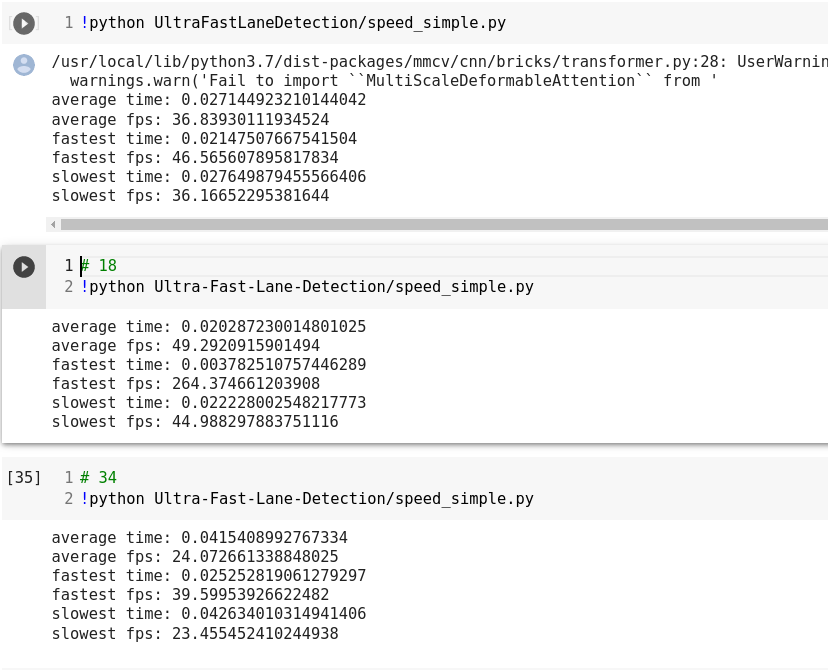 1 !python UltraFastLaneDetection/speed_simple.py
/usr/local/lib/python3.7/dist-packages/mmcv/cnn/bricks/transformer.py:28: UserWarnin
warnings.warn('Fail to import ``MultiScaleDeformableAttention`` from '
average time: 0.027144923210144042
average fps: 36.83930111934524
fastest time: 0.02147507667541504
fastest fps: 46.565607895817834
slowest time: 0.027649879455566406
slowest fps: 36.16652295381644
1 # 18
2 !python Ultra-Fast-Lane-Detection/speed_simple.py
average time: 0.020287230014801025
average fps: 49.2920915901494
fastest time: 0.003782510757446289
fastest fps: 264.374661203908
slowest time: 0.022228002548217773
slowest fps: 44.988297883751116
[35] 1 # 34
2 !python Ultra-Fast-Lane-Detection/speed_simple.py
average time: 0.0415408992767334
average fps: 24.072661338848025
fastest time: 0.025252819061279297
fastest fps: 39.59953926622482
slowest time: 0.042634010314941406
slowest fps: 23.455452410244938